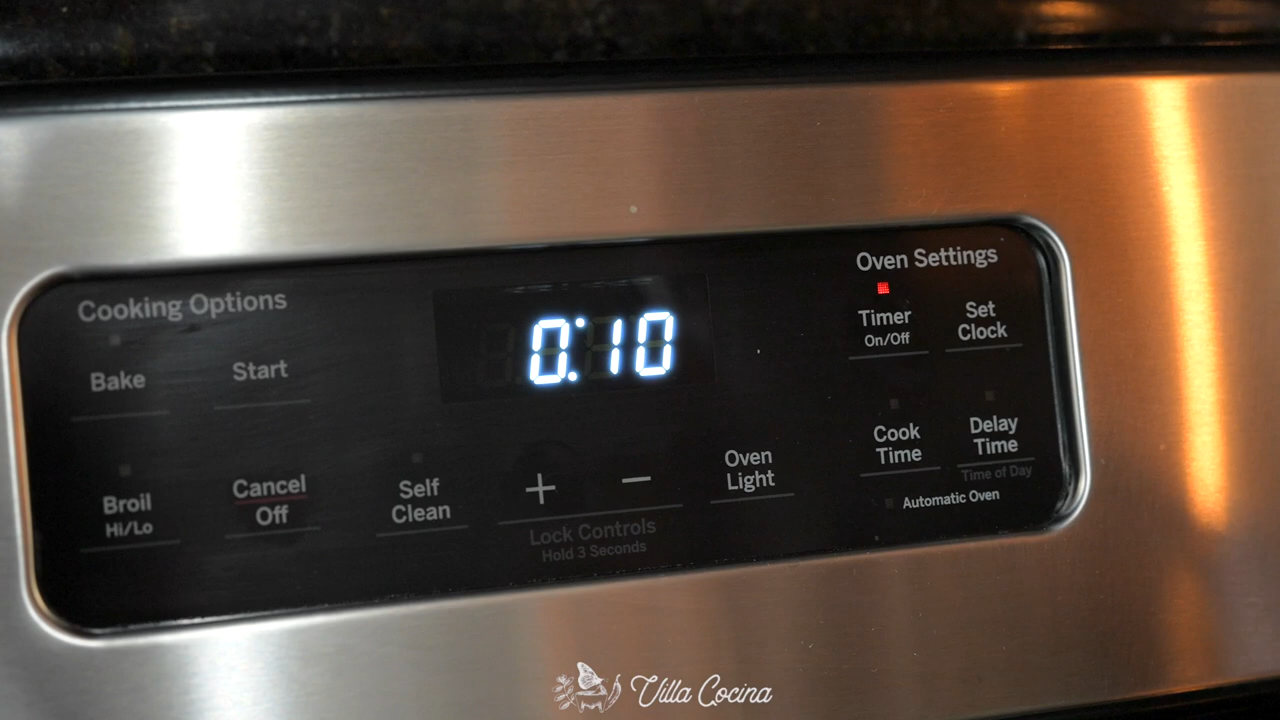 Cooking Options
Bake
Start
Broil
Hi/Lo
Cancel
Off
Self
Clean
0:10
+ −
Lock Controls
Hold 3 Seconds
Oven
Light
Oven Settings
Timer
On/Off
Set
Clock
Cook
Time
Delay
Time
Time of Day
Automatic Oven
Villa Cocina